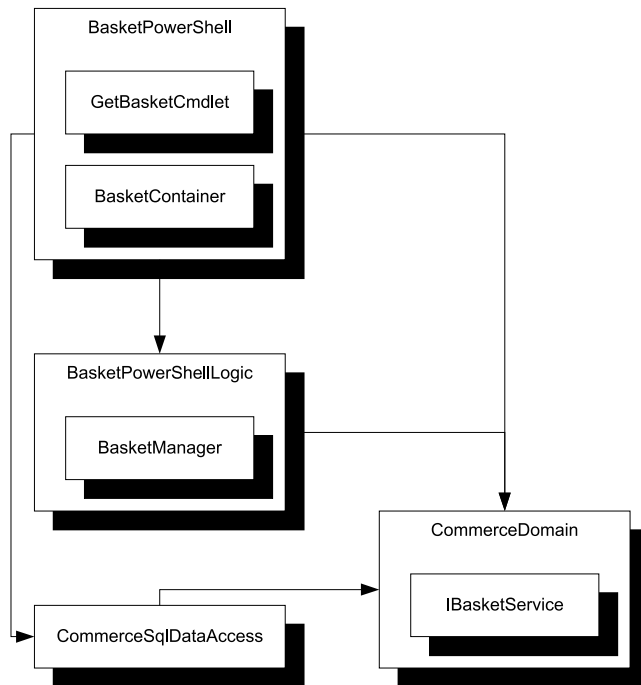 BasketPowerShell
GetBasketCmdlet
BasketContainer
BasketPowerShellLogic
BasketManager
CommerceDomain
IBasketService
CommerceSqlDataAccess